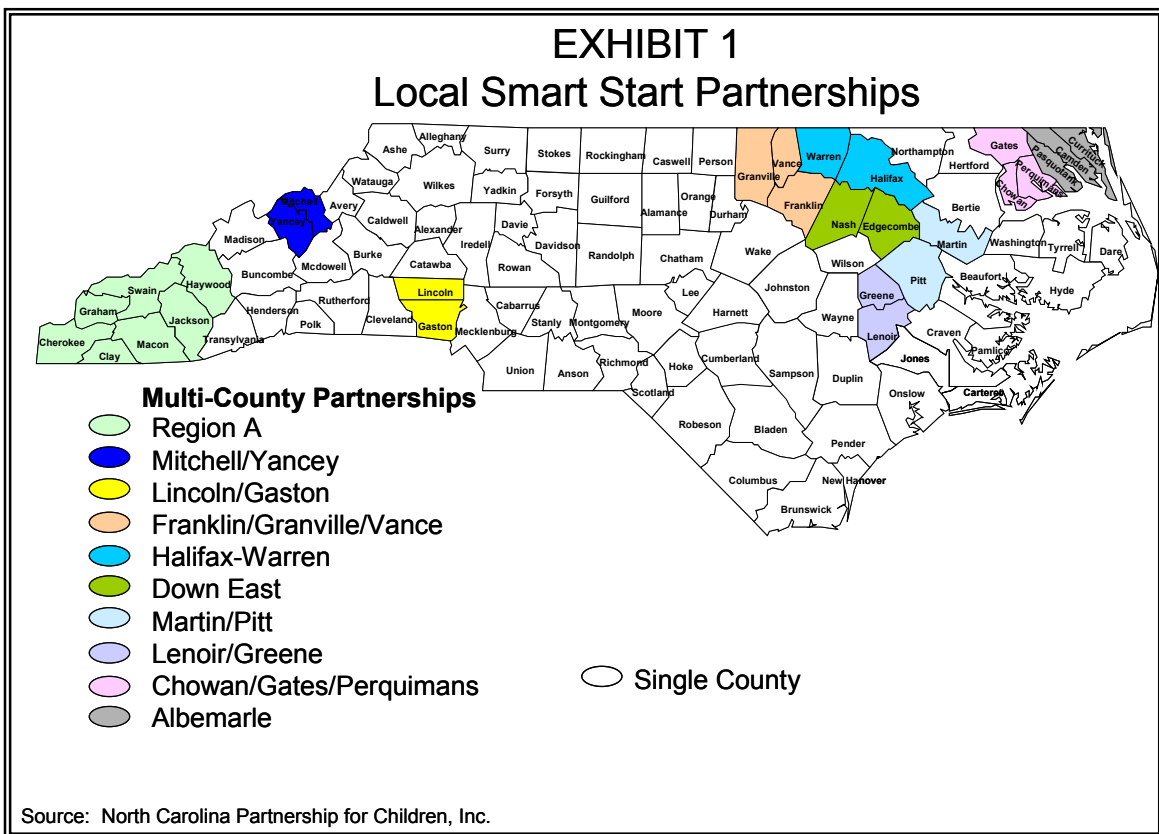 EXHIBIT 1
Local Smart Start Partnerships
Ashe
Alleghany
Surry
Stokes
Rockingham
Caswell
Person
Granville
Vance
Warren
Halifax
Northampton
Hertford
Gates
Currituck
Camden
Pasquotank
Perquimans
Chowan
Watauga
Wilkes
Yadkin
Forsyth
Guilford
Alamance
Orange
Durham
Franklin
Nash
Edgecombe
Bertie
Martin
Washington
Tyrrell
Dare
Mitchell
Yancey
Avery
Caldwell
Alexander
Iredell
Davie
Davidson
Randolph
Chatham
Wake
Wilson
Pitt
Beaufort
Hyde
Madison
Buncombe
Mcdowell
Burke
Catawba
Rowan
Johnston
Greene
Swain
Haywood
Graham
Jackson
Cherokee
Clay
Macon
Transylvania
Henderson
Polk
Rutherford
Cleveland
Lincoln
Gaston
Mecklenburg
Cabarrus
Stanly
Montgomery
Moore
Lee
Harnett
Wayne
Lenoir
Craven
Pamlico
Jones
Union
Anson
Richmond
Scotland
Hoke
Cumberland
Sampson
Duplin
Onslow
Carteret
Robeson
Bladen
Pender
Columbus
New Hanover
Brunswick
Multi-County Partnerships
Region A
Mitchell/Yancey
Lincoln/Gaston
Franklin/Granville/Vance
Halifax-Warren
Down East
Martin/Pitt
Lenoir/Greene
Chowan/Gates/Perquimans
Albemarle
Single County
Source: North Carolina Partnership for Children, Inc.